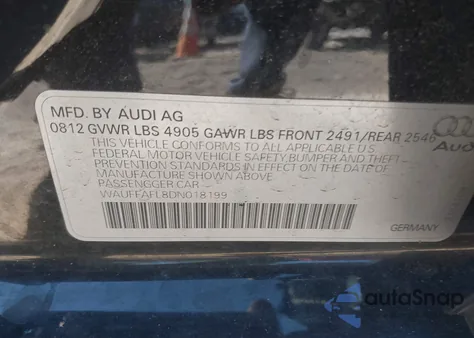 MFD. BY AUDI AG
0812 GVWR LBS 4905 GAWR LBS FRONT 2491/REAR 2546
THIS VEHICLE CONFORMS TO ALL APPLICABLE U.S.
FEDERAL MOTOR VEHICLE SAFETY, BUMPER AND THEFT
PREVENTION STANDARDS IN EFFECT ON THE DATE OF
MANUFACTURE SHOWN ABOVE.
PASSENGGER CAR
WAUFFAFL8DN018199
GERMANY
Audi
autoSnap